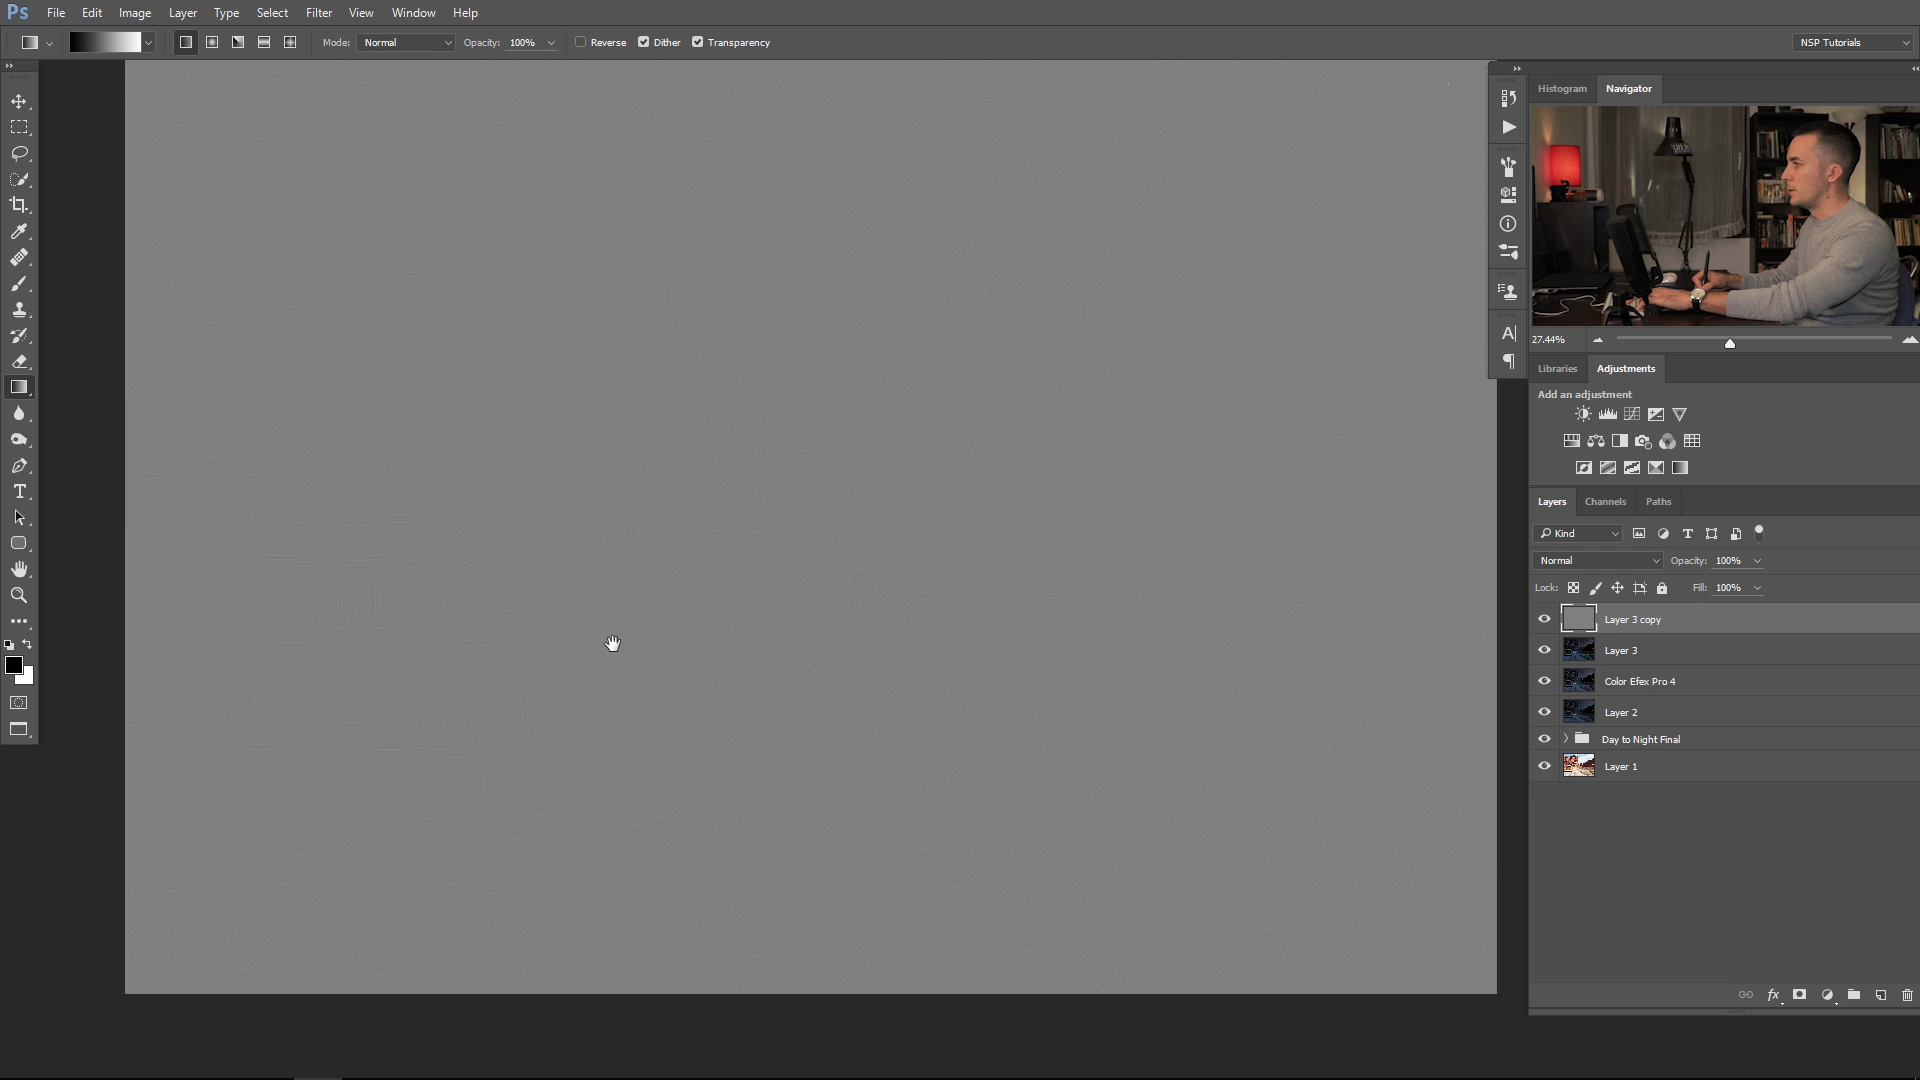 Ps File Edit Image Layer Type Select Filter View Window Help
Mode: Normal Opacity: 100% Reverse Dither Transparency NSP Tutorials
Histogram Navigator
27.44%
Libraries Adjustments
Add an adjustment
Layers Channels Paths
Kind
Normal Opacity: 100%
Lock: Fill: 100%
Layer 3 copy
Layer 3
Color Efex Pro 4
Layer 2
Day to Night Final
Layer 1
fx